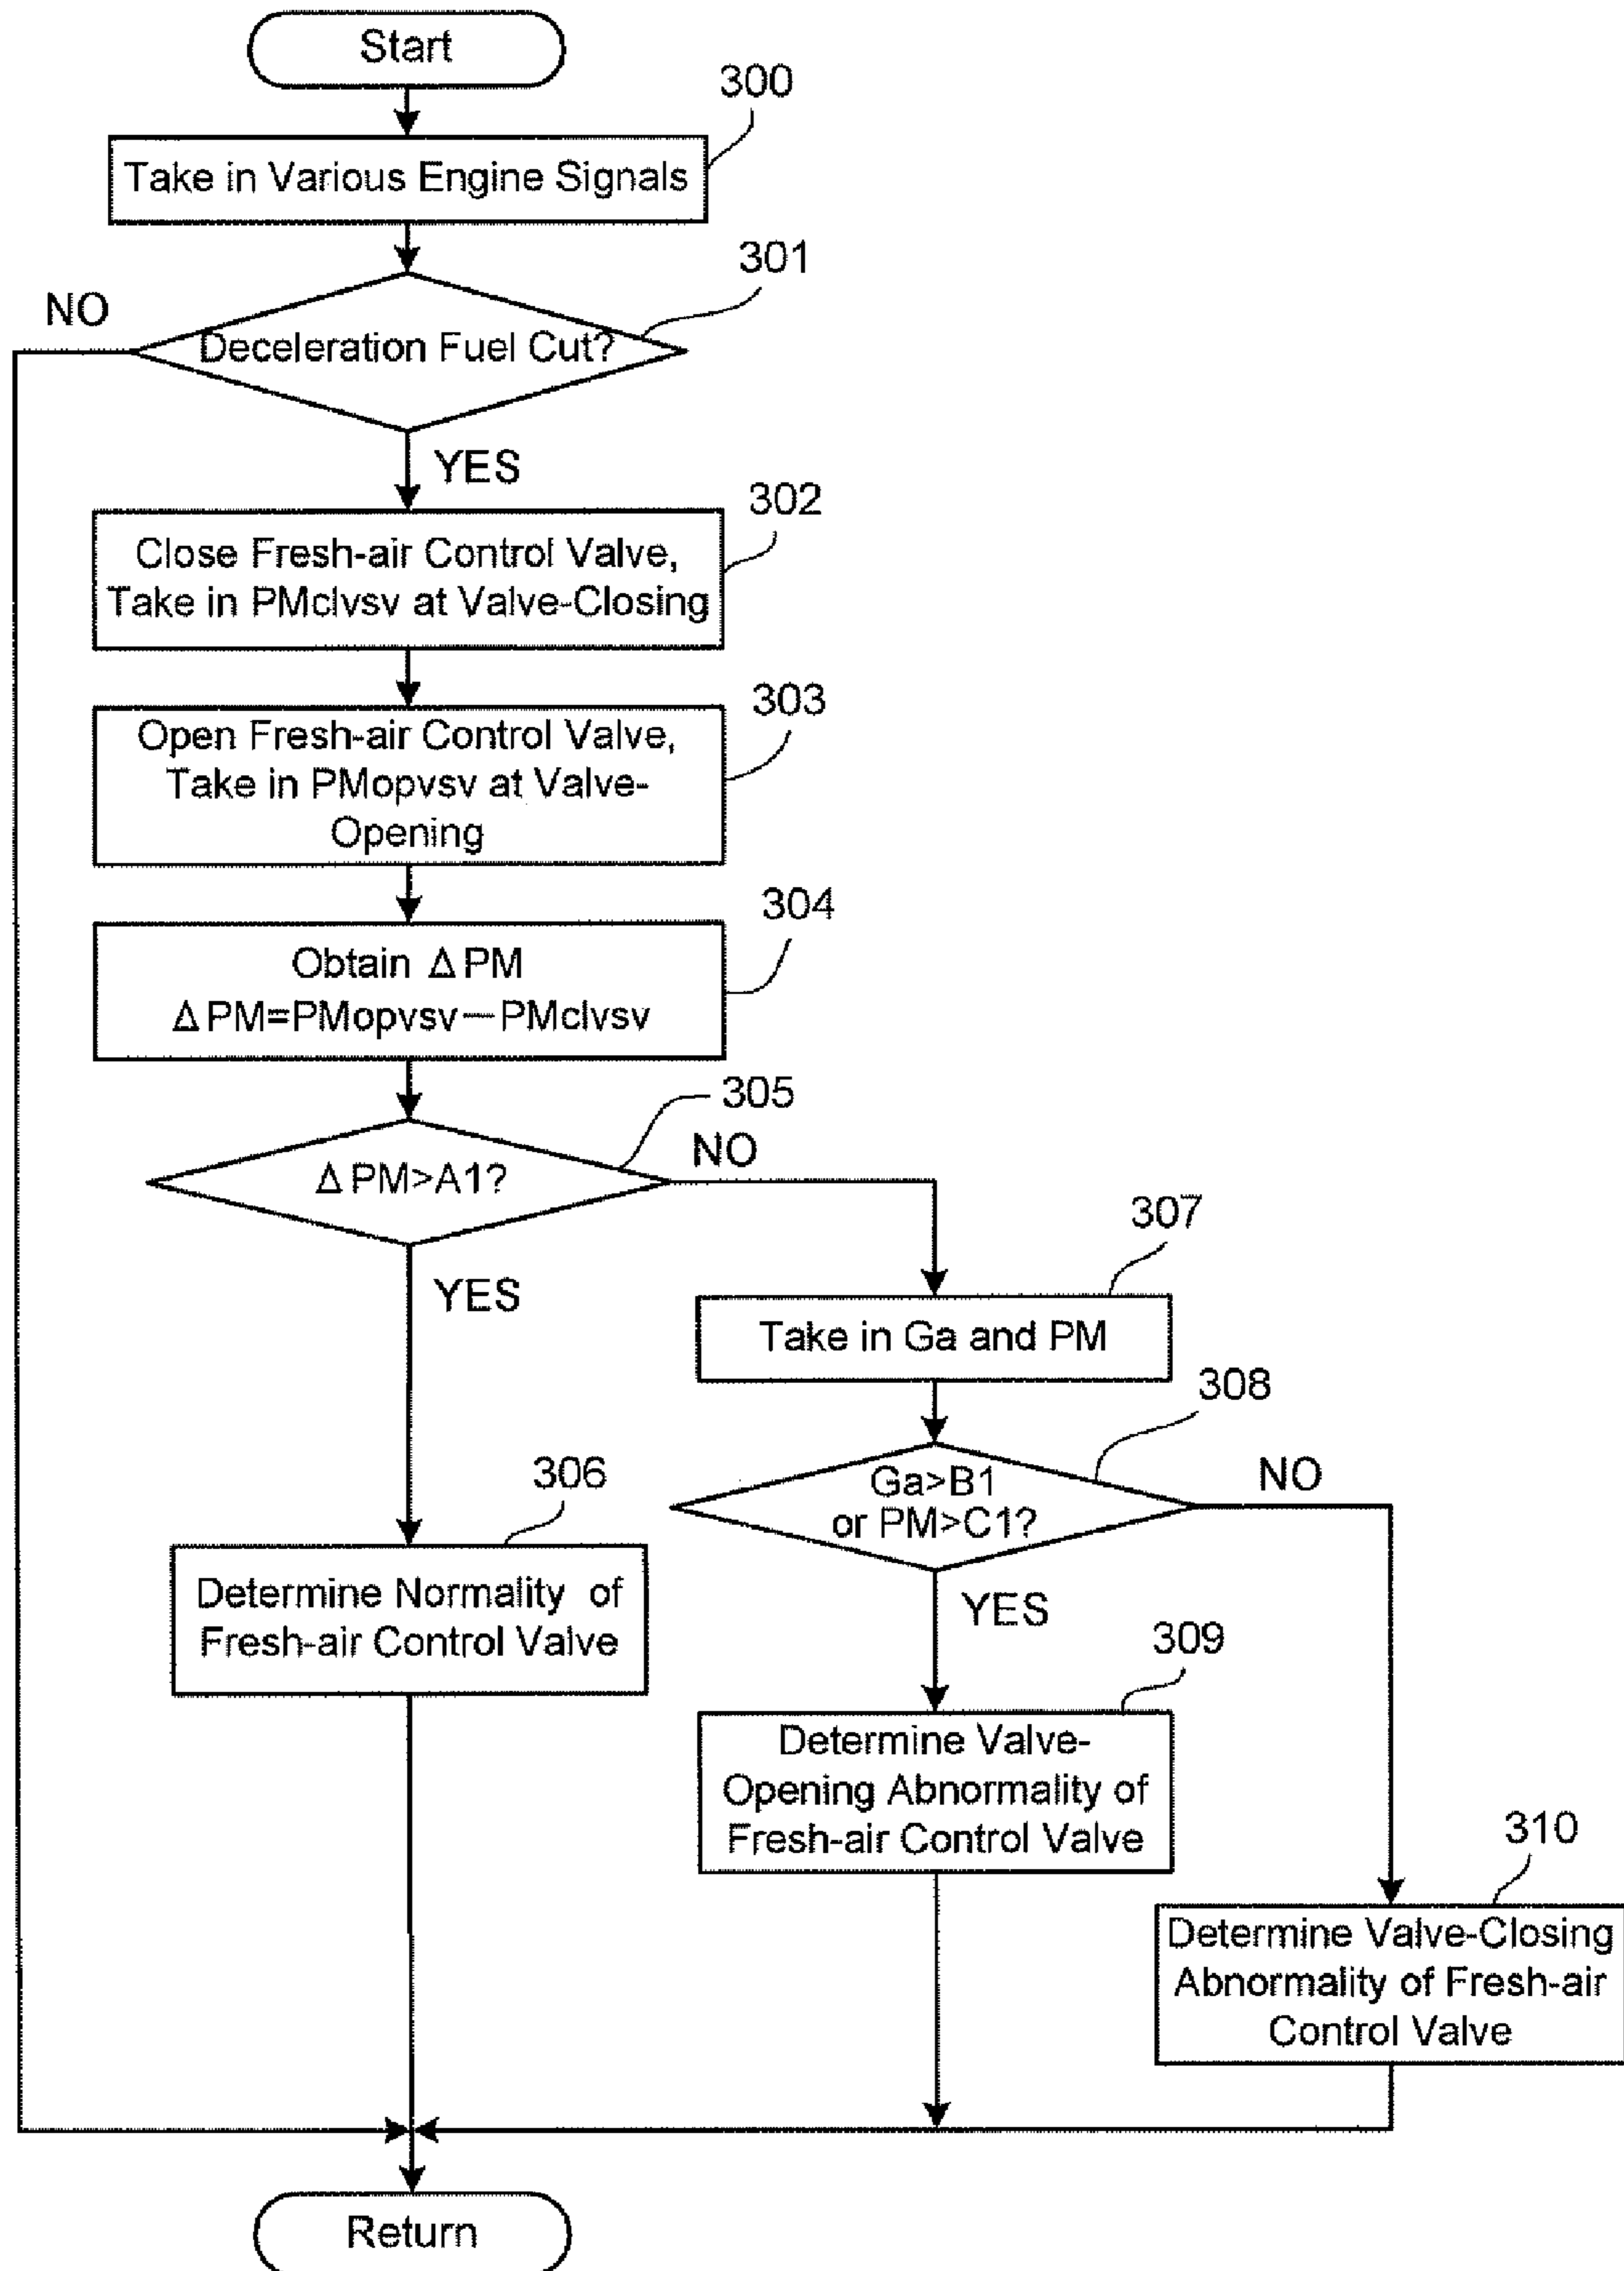 Start
300
Take in Various Engine Signals
301
NO
Deceleration Fuel Cut?
YES
302
Close Fresh-air Control Valve,
Take in PMclvsv at Valve-Closing
303
Open Fresh-air Control Valve,
Take in PMopvsv at Valve-
Opening
304
Obtain Δ PM
Δ PM=PMopvsv—PMclvsv
305
Δ PM>A1?
NO
YES
307
Take in Ga and PM
308
Ga>B1
or PM>C1?
NO
YES
306
Determine Normality of
Fresh-air Control Valve
309
Determine Valve-
Opening Abnormality of
Fresh-air Control Valve
310
Determine Valve-Closing
Abnormality of Fresh-air
Control Valve
Return